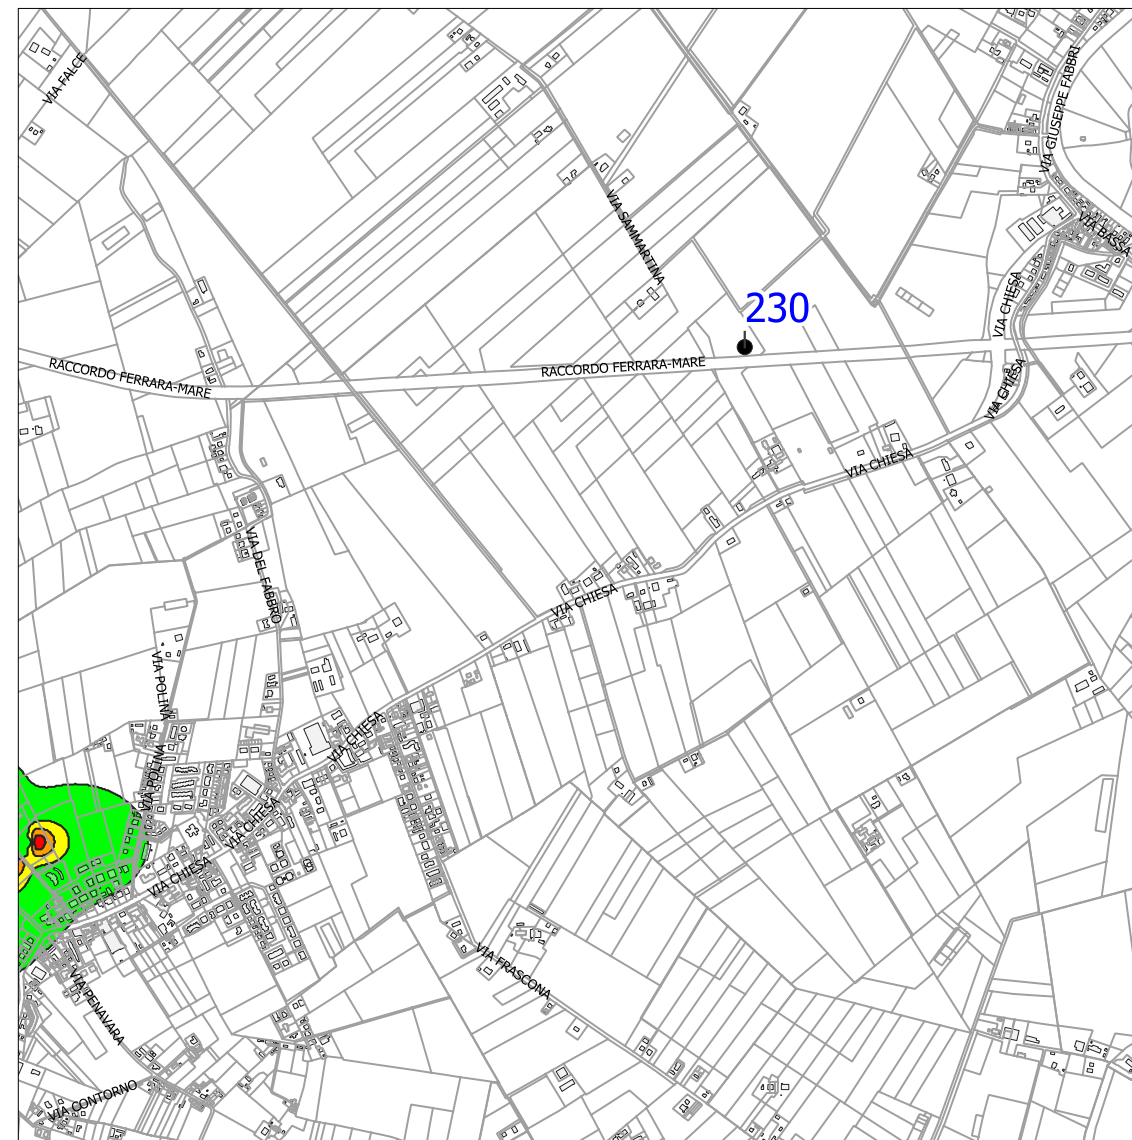 VIA FALCE
VIA GIUSEPPE FABBRI
VIA BASSA
VIA SAMMARTINA
VIA CHIESA
230
RACCORDO FERRARA-MARE
RACCORDO FERRARA-MARE
VIA CHIESA
VIA CHIESA
VIA DEL FABBRO
VIA CHIESA
VIA POLINA
VIA CHIESA
VIA POLINA
VIA CHIESA
VIA CHIESA
VIA FRASCONA
VIA PENAVARA
VIA CONTORNO